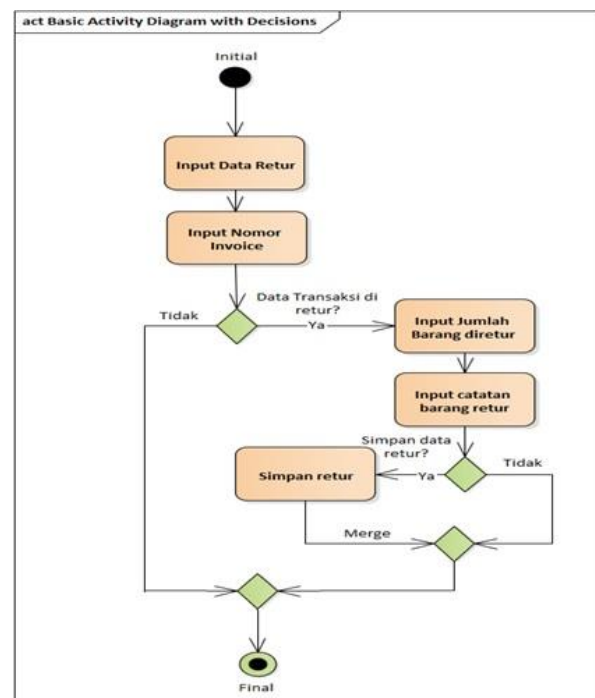 act Basic Activity Diagram with Decisions
Initial
Input Data Retur
Input Nomor
Invoice
Data Transaksi di
retur?
Tidak
Ya
Input Jumlah
Barang diretur
Input catatan
barang retur
Simpan data
retur?
Ya
Tidak
Simpan retur
Merge
Final